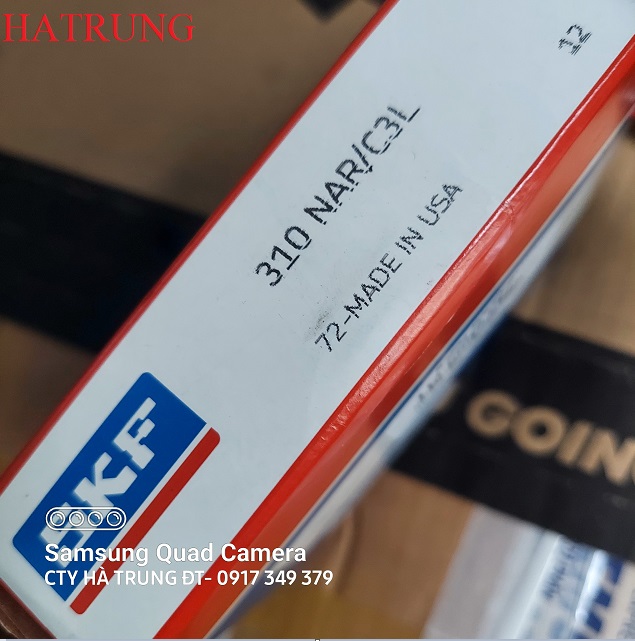 HATRUNG
12
310 NAR/C3L
72-MADE IN USA
SKF
GOING
Samsung Quad Camera
CTY HÀ TRUNG ĐT- 0917 349 379